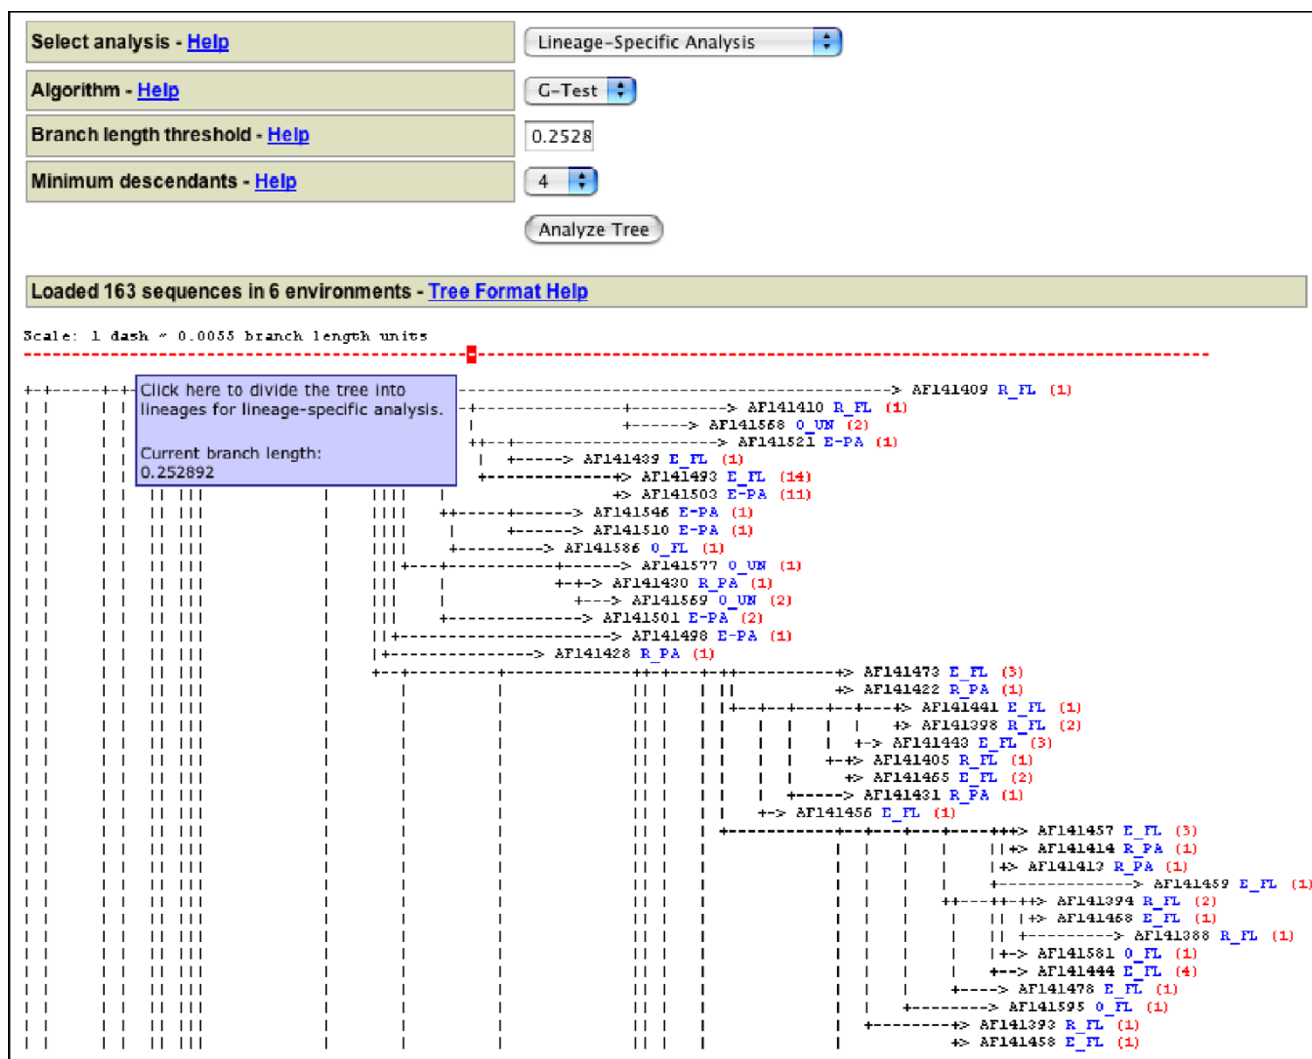 Select analysis - Help
Lineage-Specific Analysis
Algorithm - Help
G-Test
Branch length threshold - Help
0.2528
Minimum descendants - Help
4
Analyze Tree
Loaded 163 sequences in 6 environments - Tree Format Help
Scale: 1 dash ~ 0.0055 branch length units
Click here to divide the tree into
lineages for lineage-specific analysis.
Current branch length:
0.252892
AF141409 R_FL (1)
AF141410 R_FL (1)
AF141568 O_UN (2)
AF141521 E-PA (1)
AF141439 E_FL (1)
AF141493 E_FL (14)
AF141503 E-PA (11)
AF141546 E-PA (1)
AF141510 E-PA (1)
AF141586 O_FL (1)
AF141577 O_UN (1)
AF141430 R_PA (1)
AF141569 O_UN (2)
AF141501 E-PA (2)
AF141498 E-PA (1)
AF141428 R_PA (1)
AF141473 E_FL (3)
AF141422 R_PA (1)
AF141441 E_FL (1)
AF141398 R_FL (2)
AF141443 E_FL (3)
AF141405 R_FL (1)
AF141465 E_FL (2)
AF141431 R_PA (1)
AF141456 E_FL (1)
AF141457 E_FL (3)
AF141414 R_PA (1)
AF141413 R_PA (1)
AF141459 E_FL (1)
AF141394 R_FL (2)
AF141468 E_FL (1)
AF141388 R_FL (1)
AF141581 O_FL (1)
AF141444 E_FL (4)
AF141478 E_FL (1)
AF141595 O_FL (1)
AF141393 R_FL (1)
AF141458 E_FL (1)